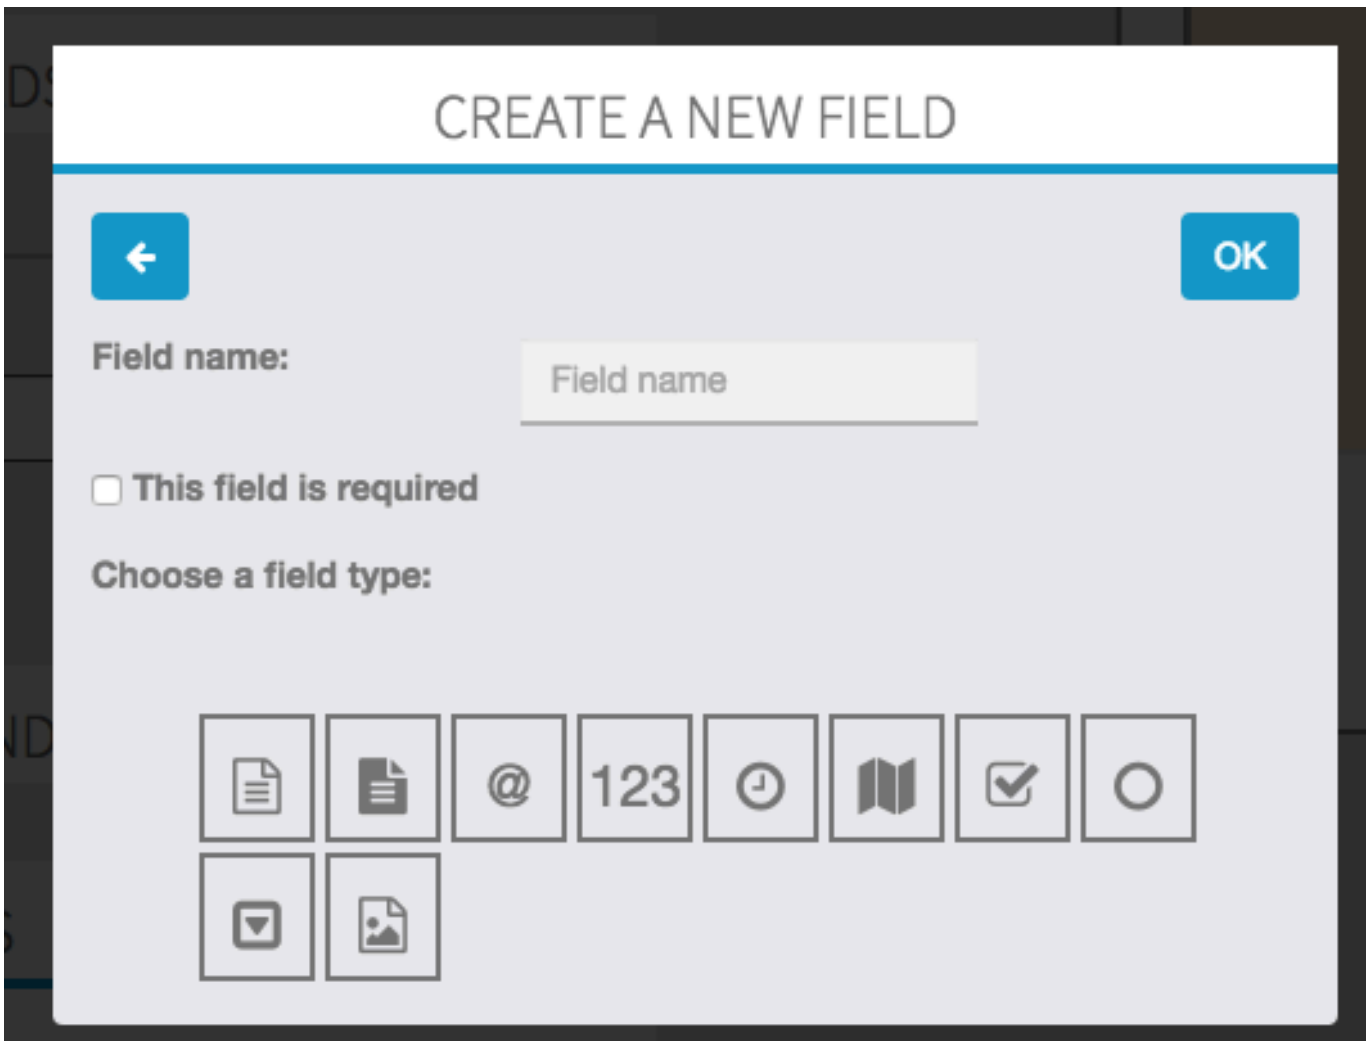 CREATE A NEW FIELD
OK
Field name:
Field name
This field is required
Choose a field type:
@
123